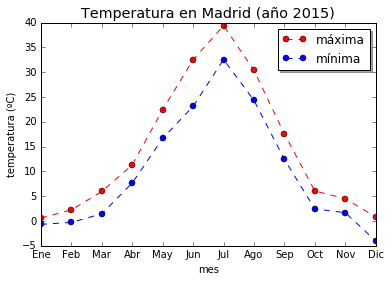 Temperatura en Madrid (año 2015)
40
35
30
25
20
15
10
5
0
−5
temperatura (ºC)
máxima
mínima
Ene Feb Mar Abr May Jun Jul Ago Sep Oct Nov Dic
mes